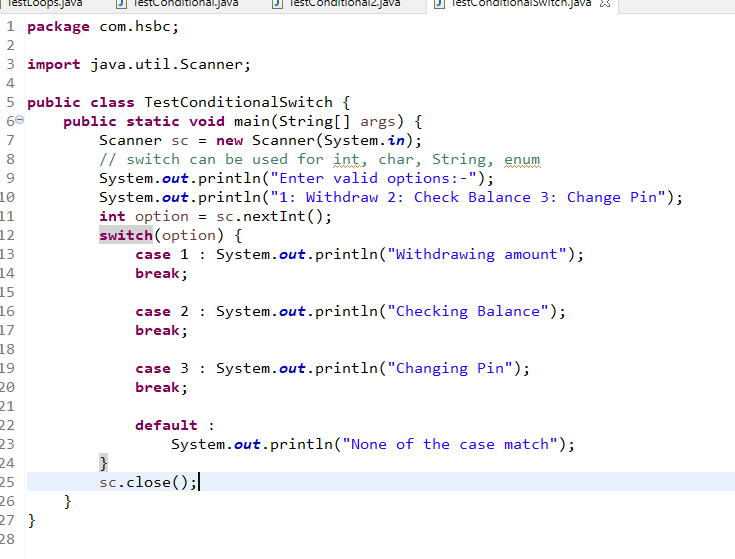 TestLoops.java TestConditional.java TestConditional2.java TestConditionalSwitch.java
1 package com.hsbc;
2
3 import java.util.Scanner;
4
5 public class TestConditionalSwitch {
6 public static void main(String[] args) {
7 Scanner sc = new Scanner(System.in);
8 // switch can be used for int, char, String, enum
9 System.out.println("Enter valid options:-");
10 System.out.println("1: Withdraw 2: Check Balance 3: Change Pin");
11 int option = sc.nextInt();
12 switch(option) {
13 case 1 : System.out.println("Withdrawing amount");
14 break;
15
16 case 2 : System.out.println("Checking Balance");
17 break;
18
19 case 3 : System.out.println("Changing Pin");
20 break;
21
22 default :
23 System.out.println("None of the case match");
24 }
25 sc.close();
26 }
27 }
28